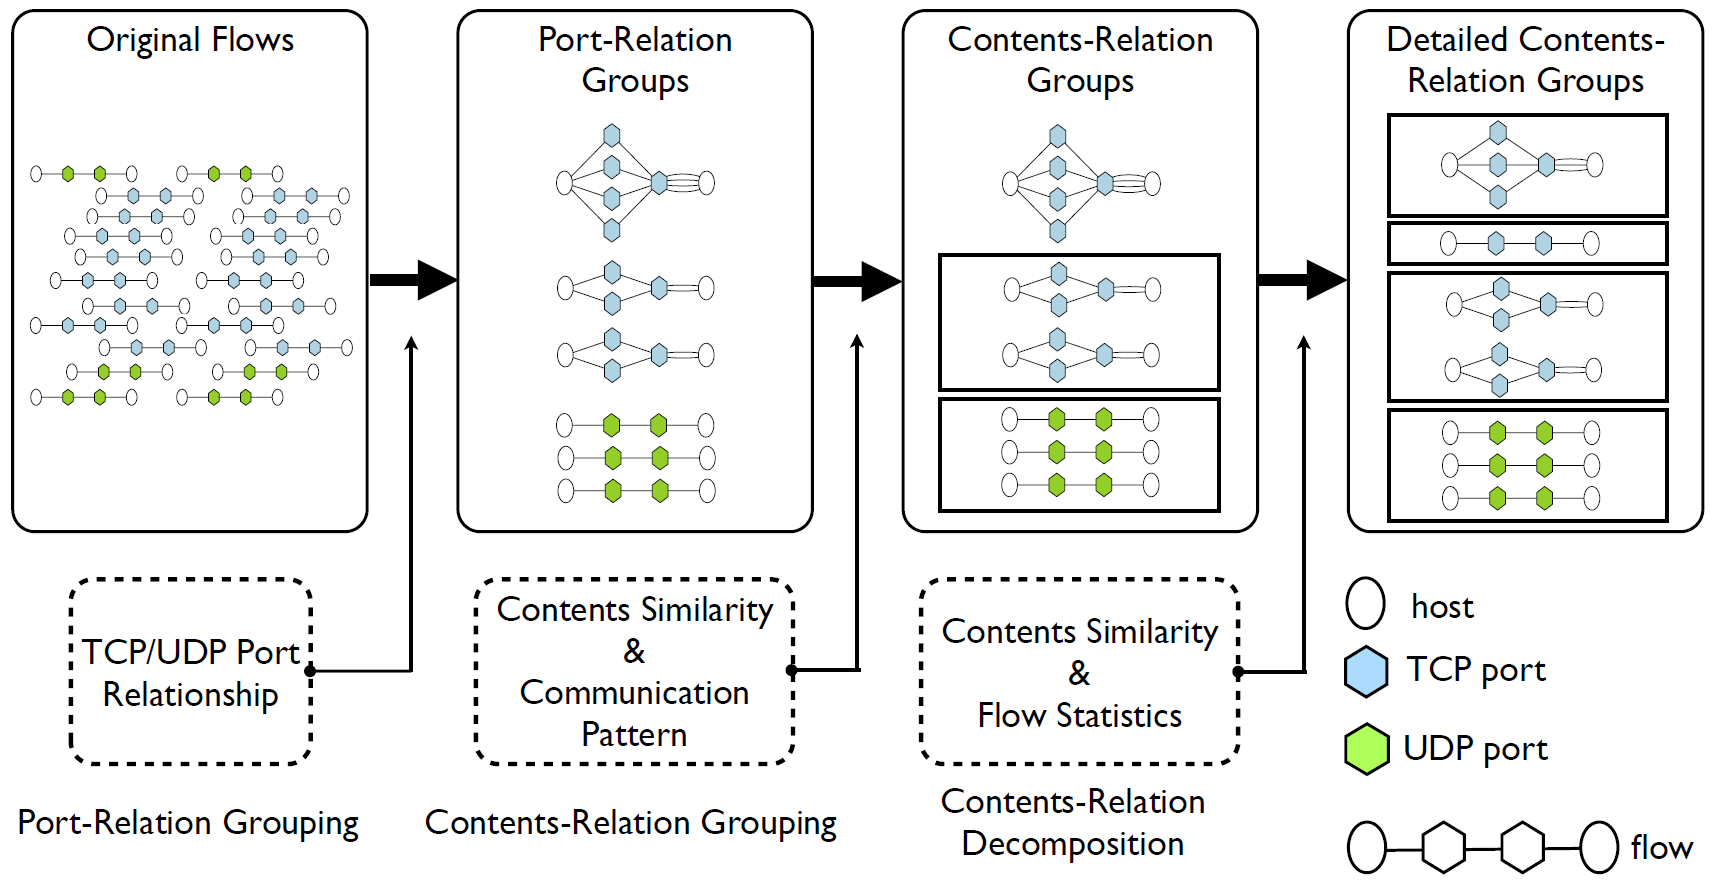 Original Flows
Port-Relation
Groups
Contents-Relation
Groups
Detailed Contents-
Relation Groups
TCP/UDP Port
Relationship
Contents Similarity
&
Communication
Pattern
Contents Similarity
&
Flow Statistics
host
TCP port
UDP port
flow
Port-Relation Grouping
Contents-Relation Grouping
Contents-Relation
Decomposition